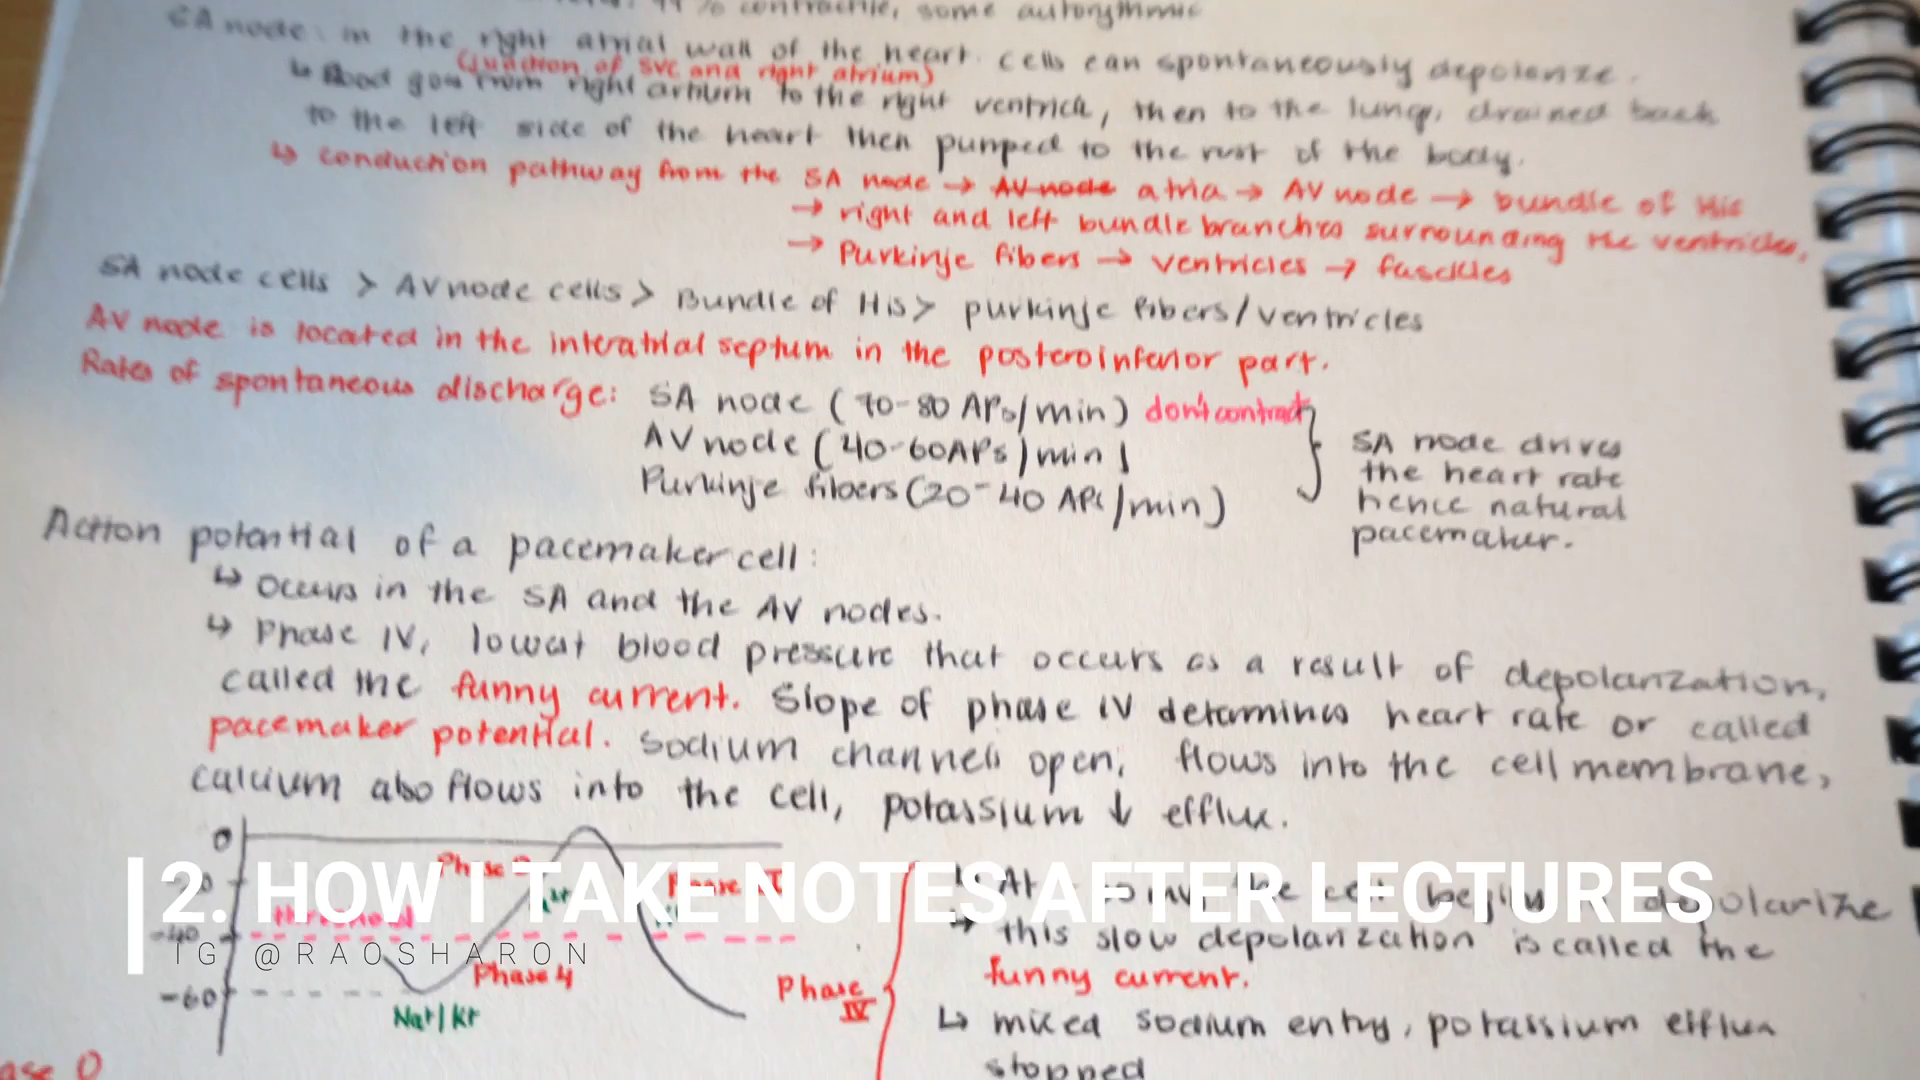 contractile, some autorythmic
SA node: in the right atrial wall of the heart. cells can spontaneously depolarize.
(Junction of SVC and right atrium)
↳ Blood goes from right artium to the right ventricle, then to the lungs, drained back
to the left side of the heart then pumped to the rest of the body.
↳ conduction pathway from the SA node → AV node atria → AV node → bundle of His
→ right and left bundle branches surrounding the ventricles,
→ Purkinje fibers → ventricles → fascicles
SA node cells > AV node cells > Bundle of His > purkinje fibers/ventricles
AV node is located in the interatrial septum in the posteroinferior part.
Rates of spontaneous discharge: SA node (70-80 APs/min) don't contract
AV node (40-60 APs/min)
Purkinje fibers (20-40 APs/min)
SA node drives
the heart rate
hence natural
pacemaker.
Action potential of a pacemaker cell:
↳ Occurs in the SA and the AV nodes.
↳ Phase IV, lowest blood pressure that occurs as a result of depolarization,
called the funny current. Slope of phase IV determines heart rate or called
pacemaker potential. Sodium channels open, flows into the cell membrane,
calcium also flows into the cell, potassium ↓ efflux.
0
-40
-60
threshold
Phase 4
Na+/K+
Phase
IV
the cell begins depolarize
→ this slow depolarization is called the
funny current.
↳ mixed sodium entry, potassium efflux
stopped
2. HOW I TAKE NOTES AFTER LECTURES
IG @RAOSHARON